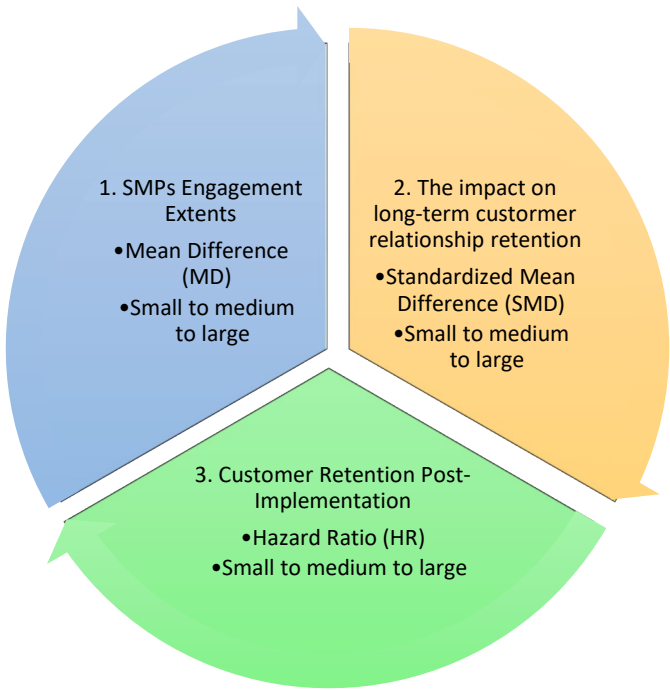 1. SMPs Engagement
Extents
•Mean Difference
(MD)
•Small to medium
to large
2. The impact on
long-term custormer
relationship retention
•Standardized Mean
Difference (SMD)
•Small to medium
to large
3. Customer Retention Post-
Implementation
•Hazard Ratio (HR)
•Small to medium to large